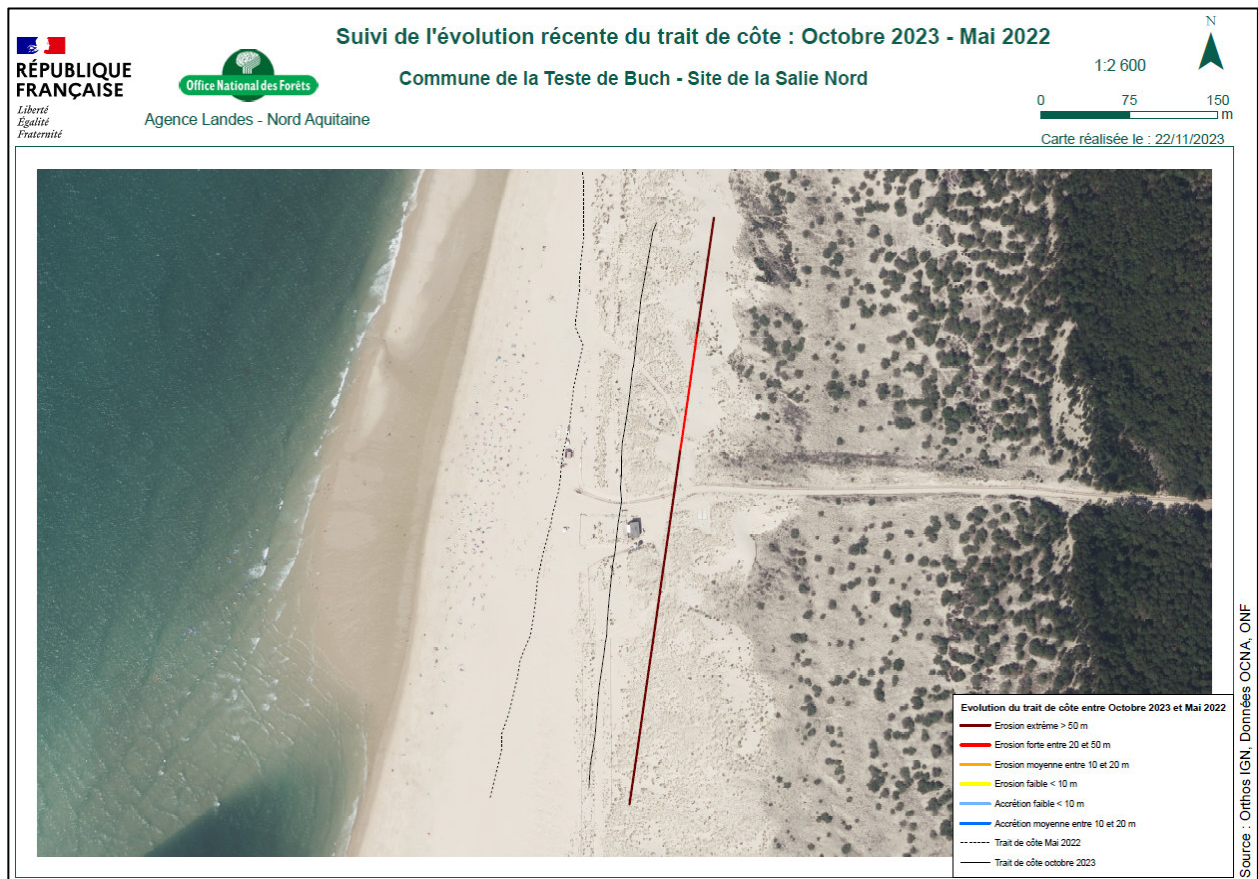 RÉPUBLIQUE
FRANÇAISE
Liberté
Égalité
Fraternité
Office National des Forêts
Agence Landes - Nord Aquitaine
Suivi de l'évolution récente du trait de côte : Octobre 2023 - Mai 2022
Commune de la Teste de Buch - Site de la Salie Nord
N
1:2 600
0 75 150
m
Carte réalisée le : 22/11/2023
Evolution du trait de côte entre Octobre 2023 et Mai 2022
Erosion extrême > 50 m
Erosion forte entre 20 et 50 m
Erosion moyenne entre 10 et 20 m
Erosion faible < 10 m
Accrétion faible < 10 m
Accrétion moyenne entre 10 et 20 m
Trait de côte Mai 2022
Trait de côte octobre 2023
Source : Orthos IGN, Données OCNA, ONF